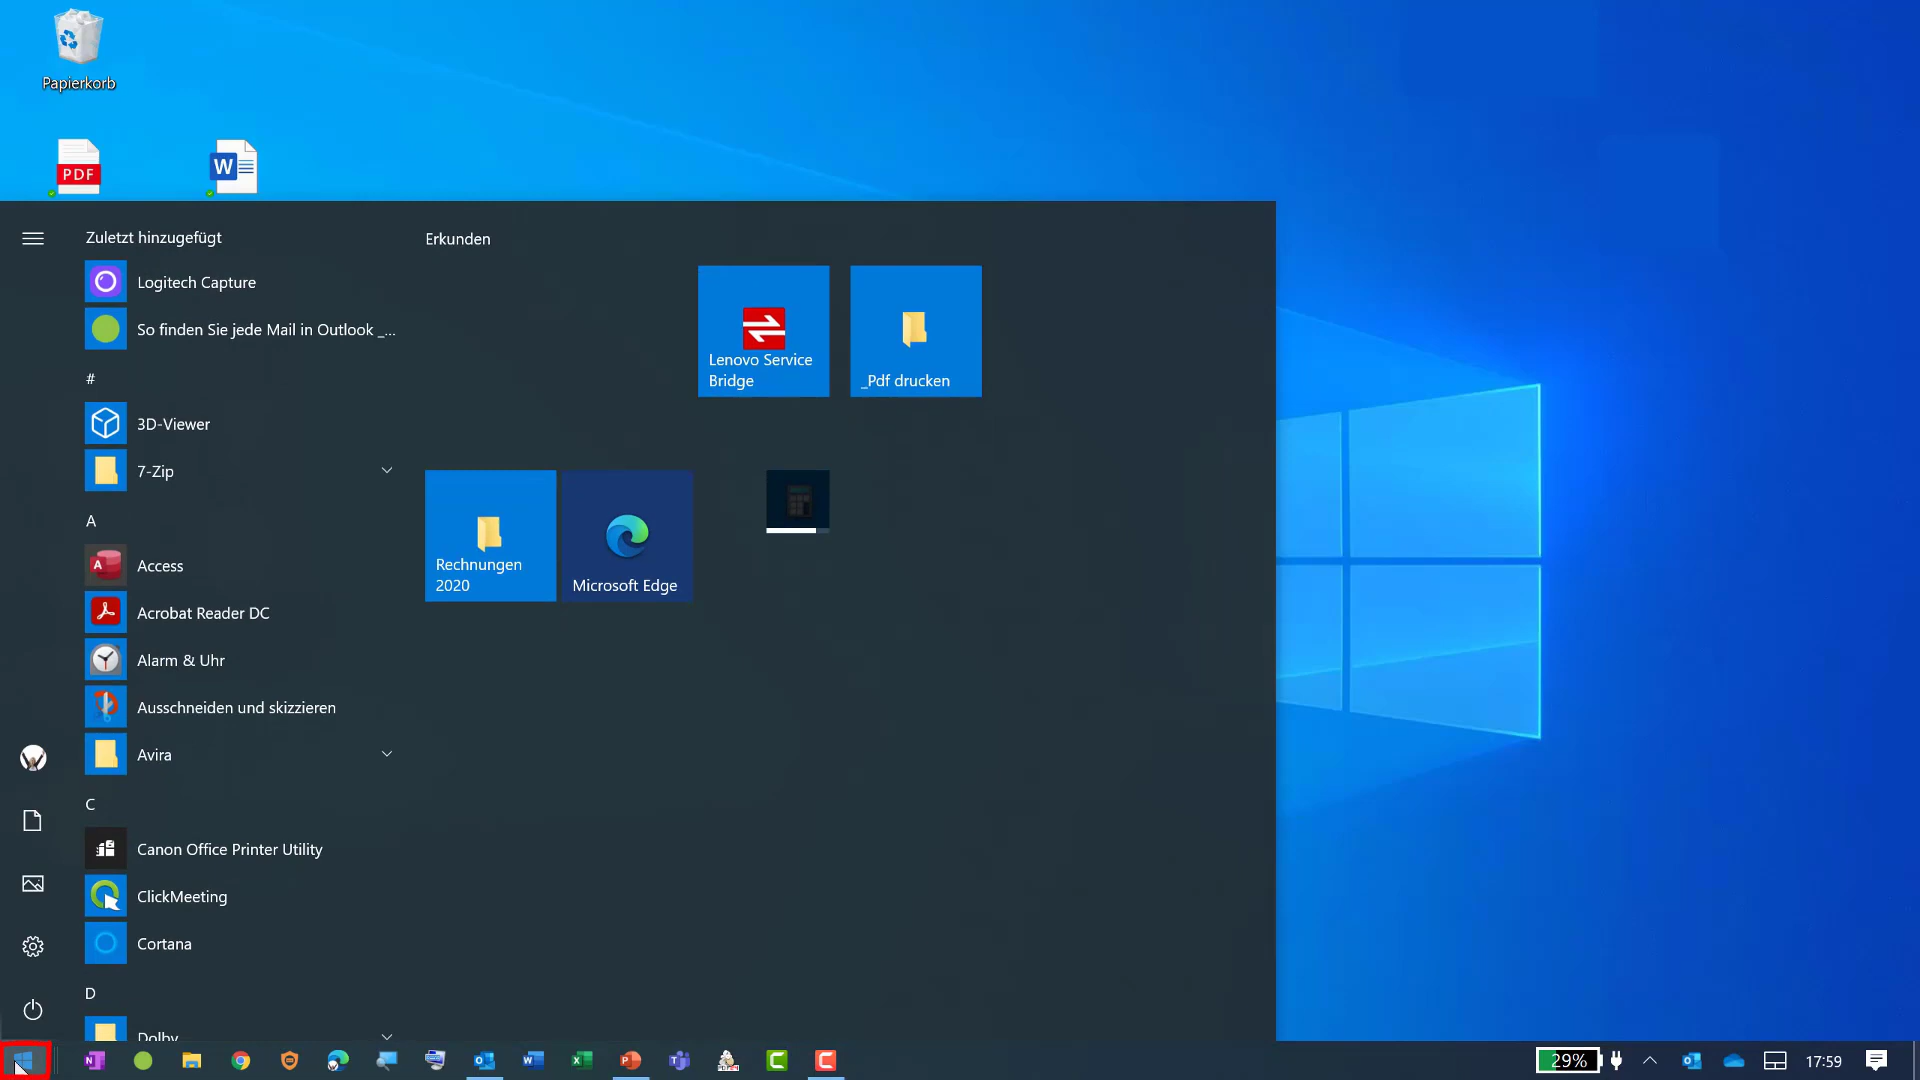 Papierkorb
PDF
W
Zuletzt hinzugefügt
Erkunden
Logitech Capture
So finden Sie jede Mail in Outlook _...
#
3D-Viewer
7-Zip
A
Access
Acrobat Reader DC
Alarm & Uhr
Ausschneiden und skizzieren
Avira
C
Canon Office Printer Utility
ClickMeeting
Cortana
D
Dolby
Lenovo Service
Bridge
_Pdf drucken
Rechnungen
2020
Microsoft Edge
29%
17:59